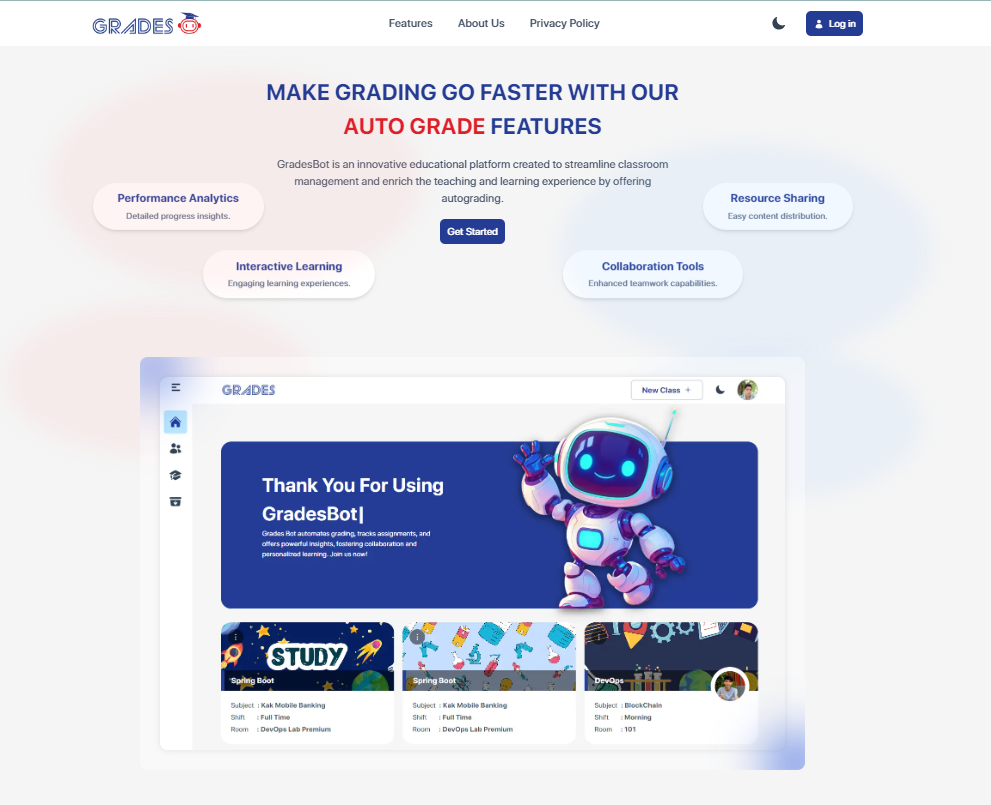 GRADES
Features About Us Privacy Policy
Log in
MAKE GRADING GO FASTER WITH OUR
AUTO GRADE FEATURES
GradesBot is an innovative educational platform created to streamline classroom
management and enrich the teaching and learning experience by offering
autograding.
Get Started
Performance Analytics
Detailed progress insights.
Resource Sharing
Easy content distribution.
Interactive Learning
Engaging learning experiences.
Collaboration Tools
Enhanced teamwork capabilities.
GRADES
New Class +
Thank You For Using
GradesBot|
Grades Bot automates grading, tracks assignments, and
offers powerful insights, fostering collaboration and
personalized learning. Join us now!
STUDY
Spring Boot
Subject : Kak Mobile Banking
Shift : Full Time
Room : DevOps Lab Premium
Spring Boot
Subject : Kak Mobile Banking
Shift : Full Time
Room : DevOps Lab Premium
DevOps
Subject : BlockChain
Shift : Morning
Room : 101